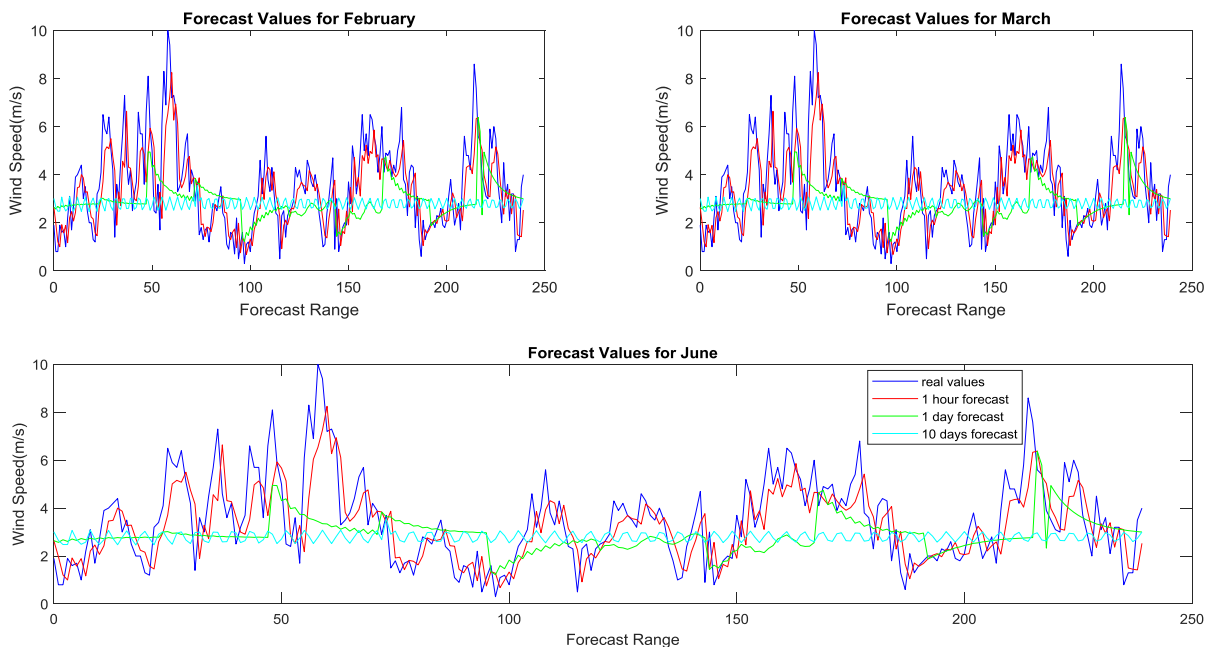 Forecast Values for February
Wind Speed(m/s)
10
8
6
4
2
0
0 50 100 150 200 250
Forecast Range
Forecast Values for March
Wind Speed(m/s)
10
8
6
4
2
0
0 50 100 150 200 250
Forecast Range
Forecast Values for June
Wind Speed(m/s)
10
8
6
4
2
0
0 50 100 150 200 250
Forecast Range
real values
1 hour forecast
1 day forecast
10 days forecast